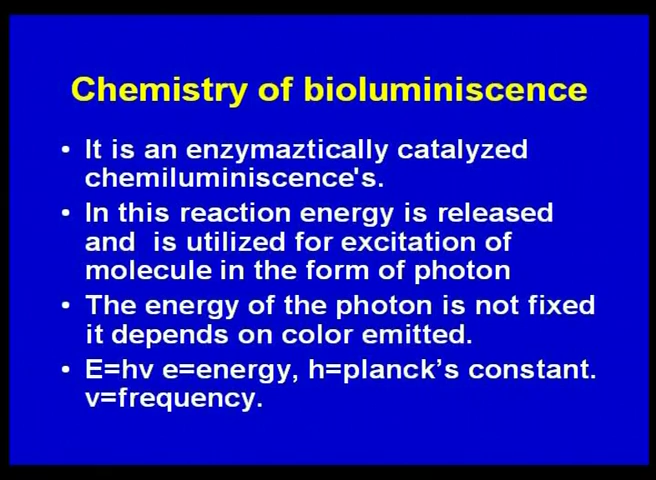 Chemistry of bioluminiscence
• It is an enzymaztically catalyzed
chemiluminiscence's.
• In this reaction energy is released
and is utilized for excitation of
molecule in the form of photon
• The energy of the photon is not fixed
it depends on color emitted.
• E=hv e=energy, h=planck’s constant.
v=frequency.